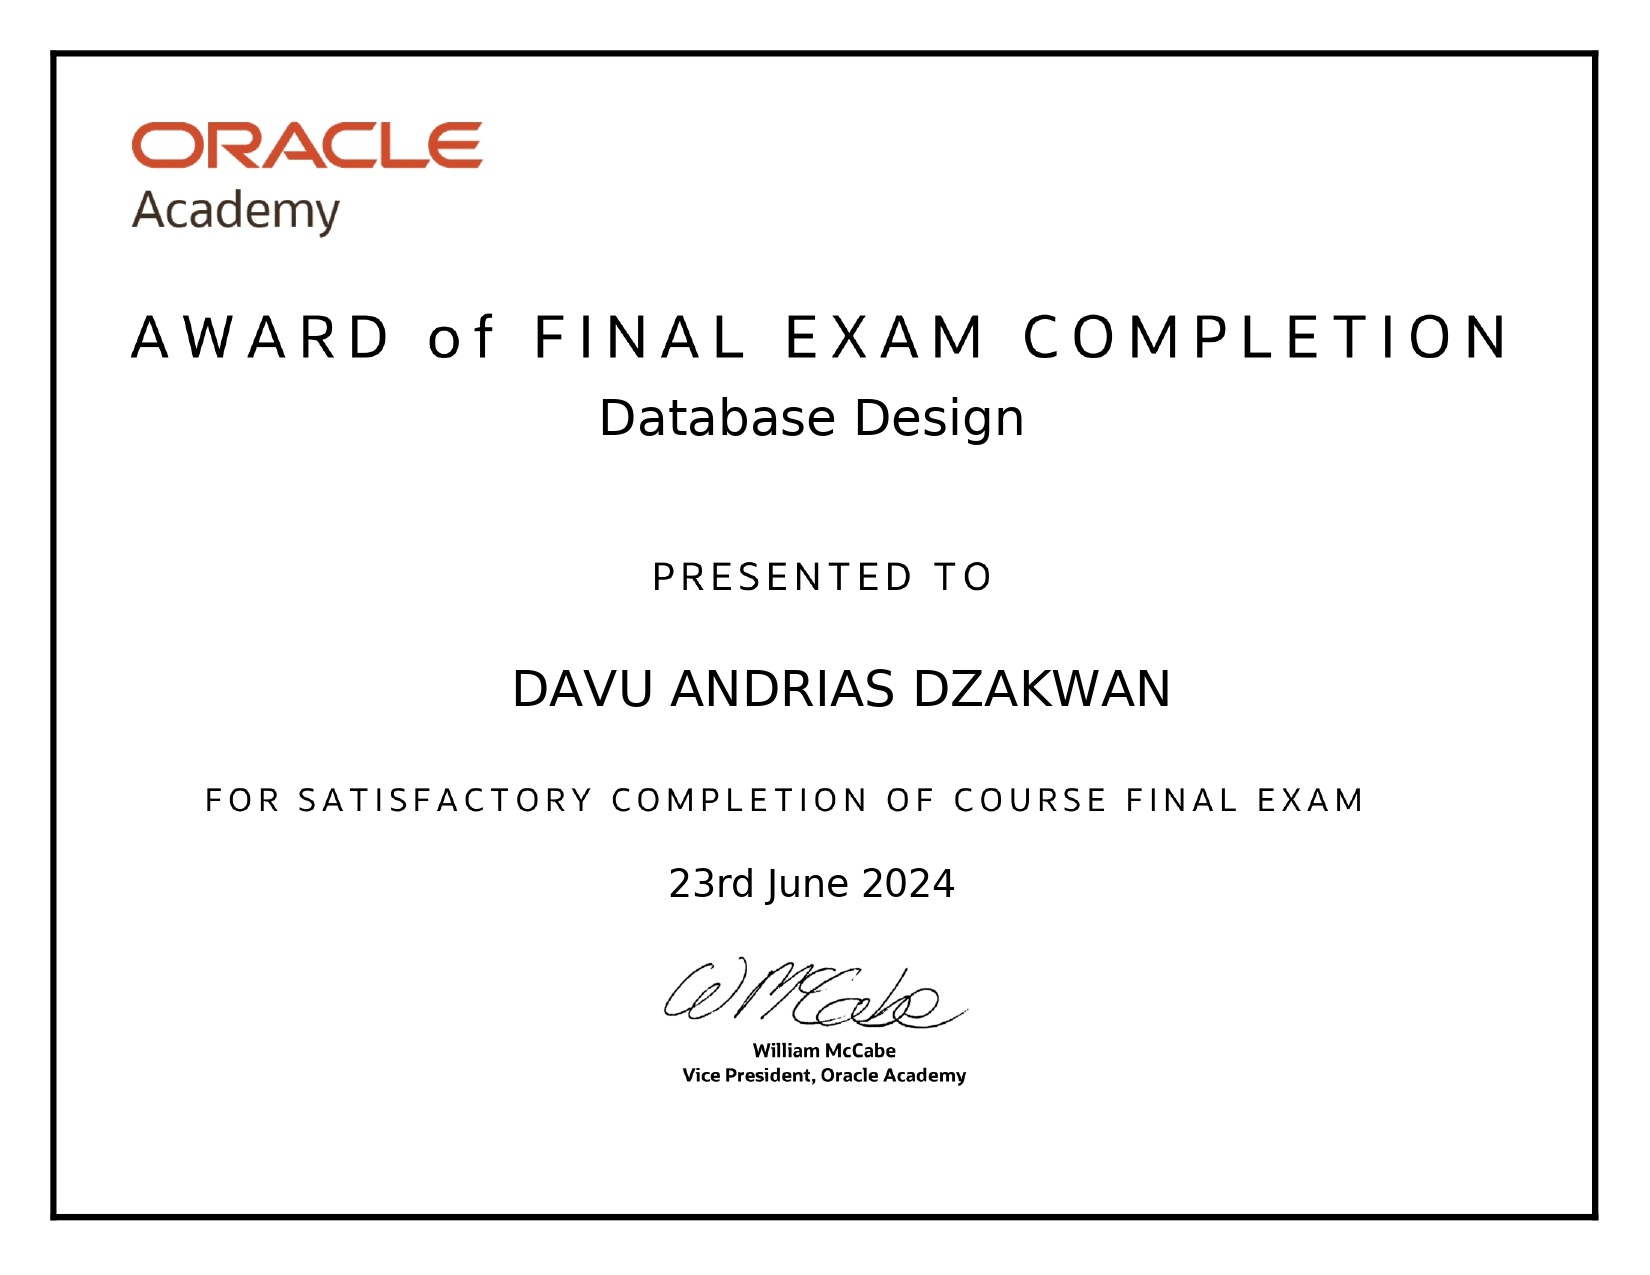 ORACLE
Academy
AWARD of FINAL EXAM COMPLETION
Database Design
PRESENTED TO
DAVU ANDRIAS DZAKWAN
FOR SATISFACTORY COMPLETION OF COURSE FINAL EXAM
23rd June 2024
W McCabe
William McCabe
Vice President, Oracle Academy